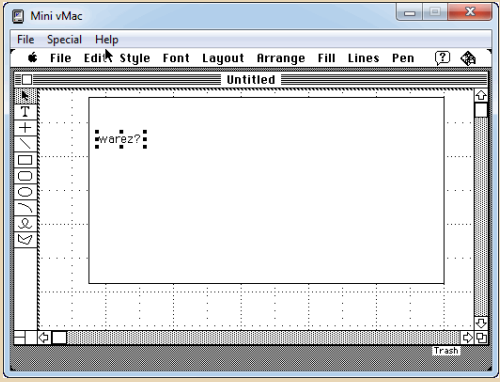 Mini vMac
File Special Help
File Edit Style Font Layout Arrange Fill Lines Pen
Untitled
T
warez?
Trash